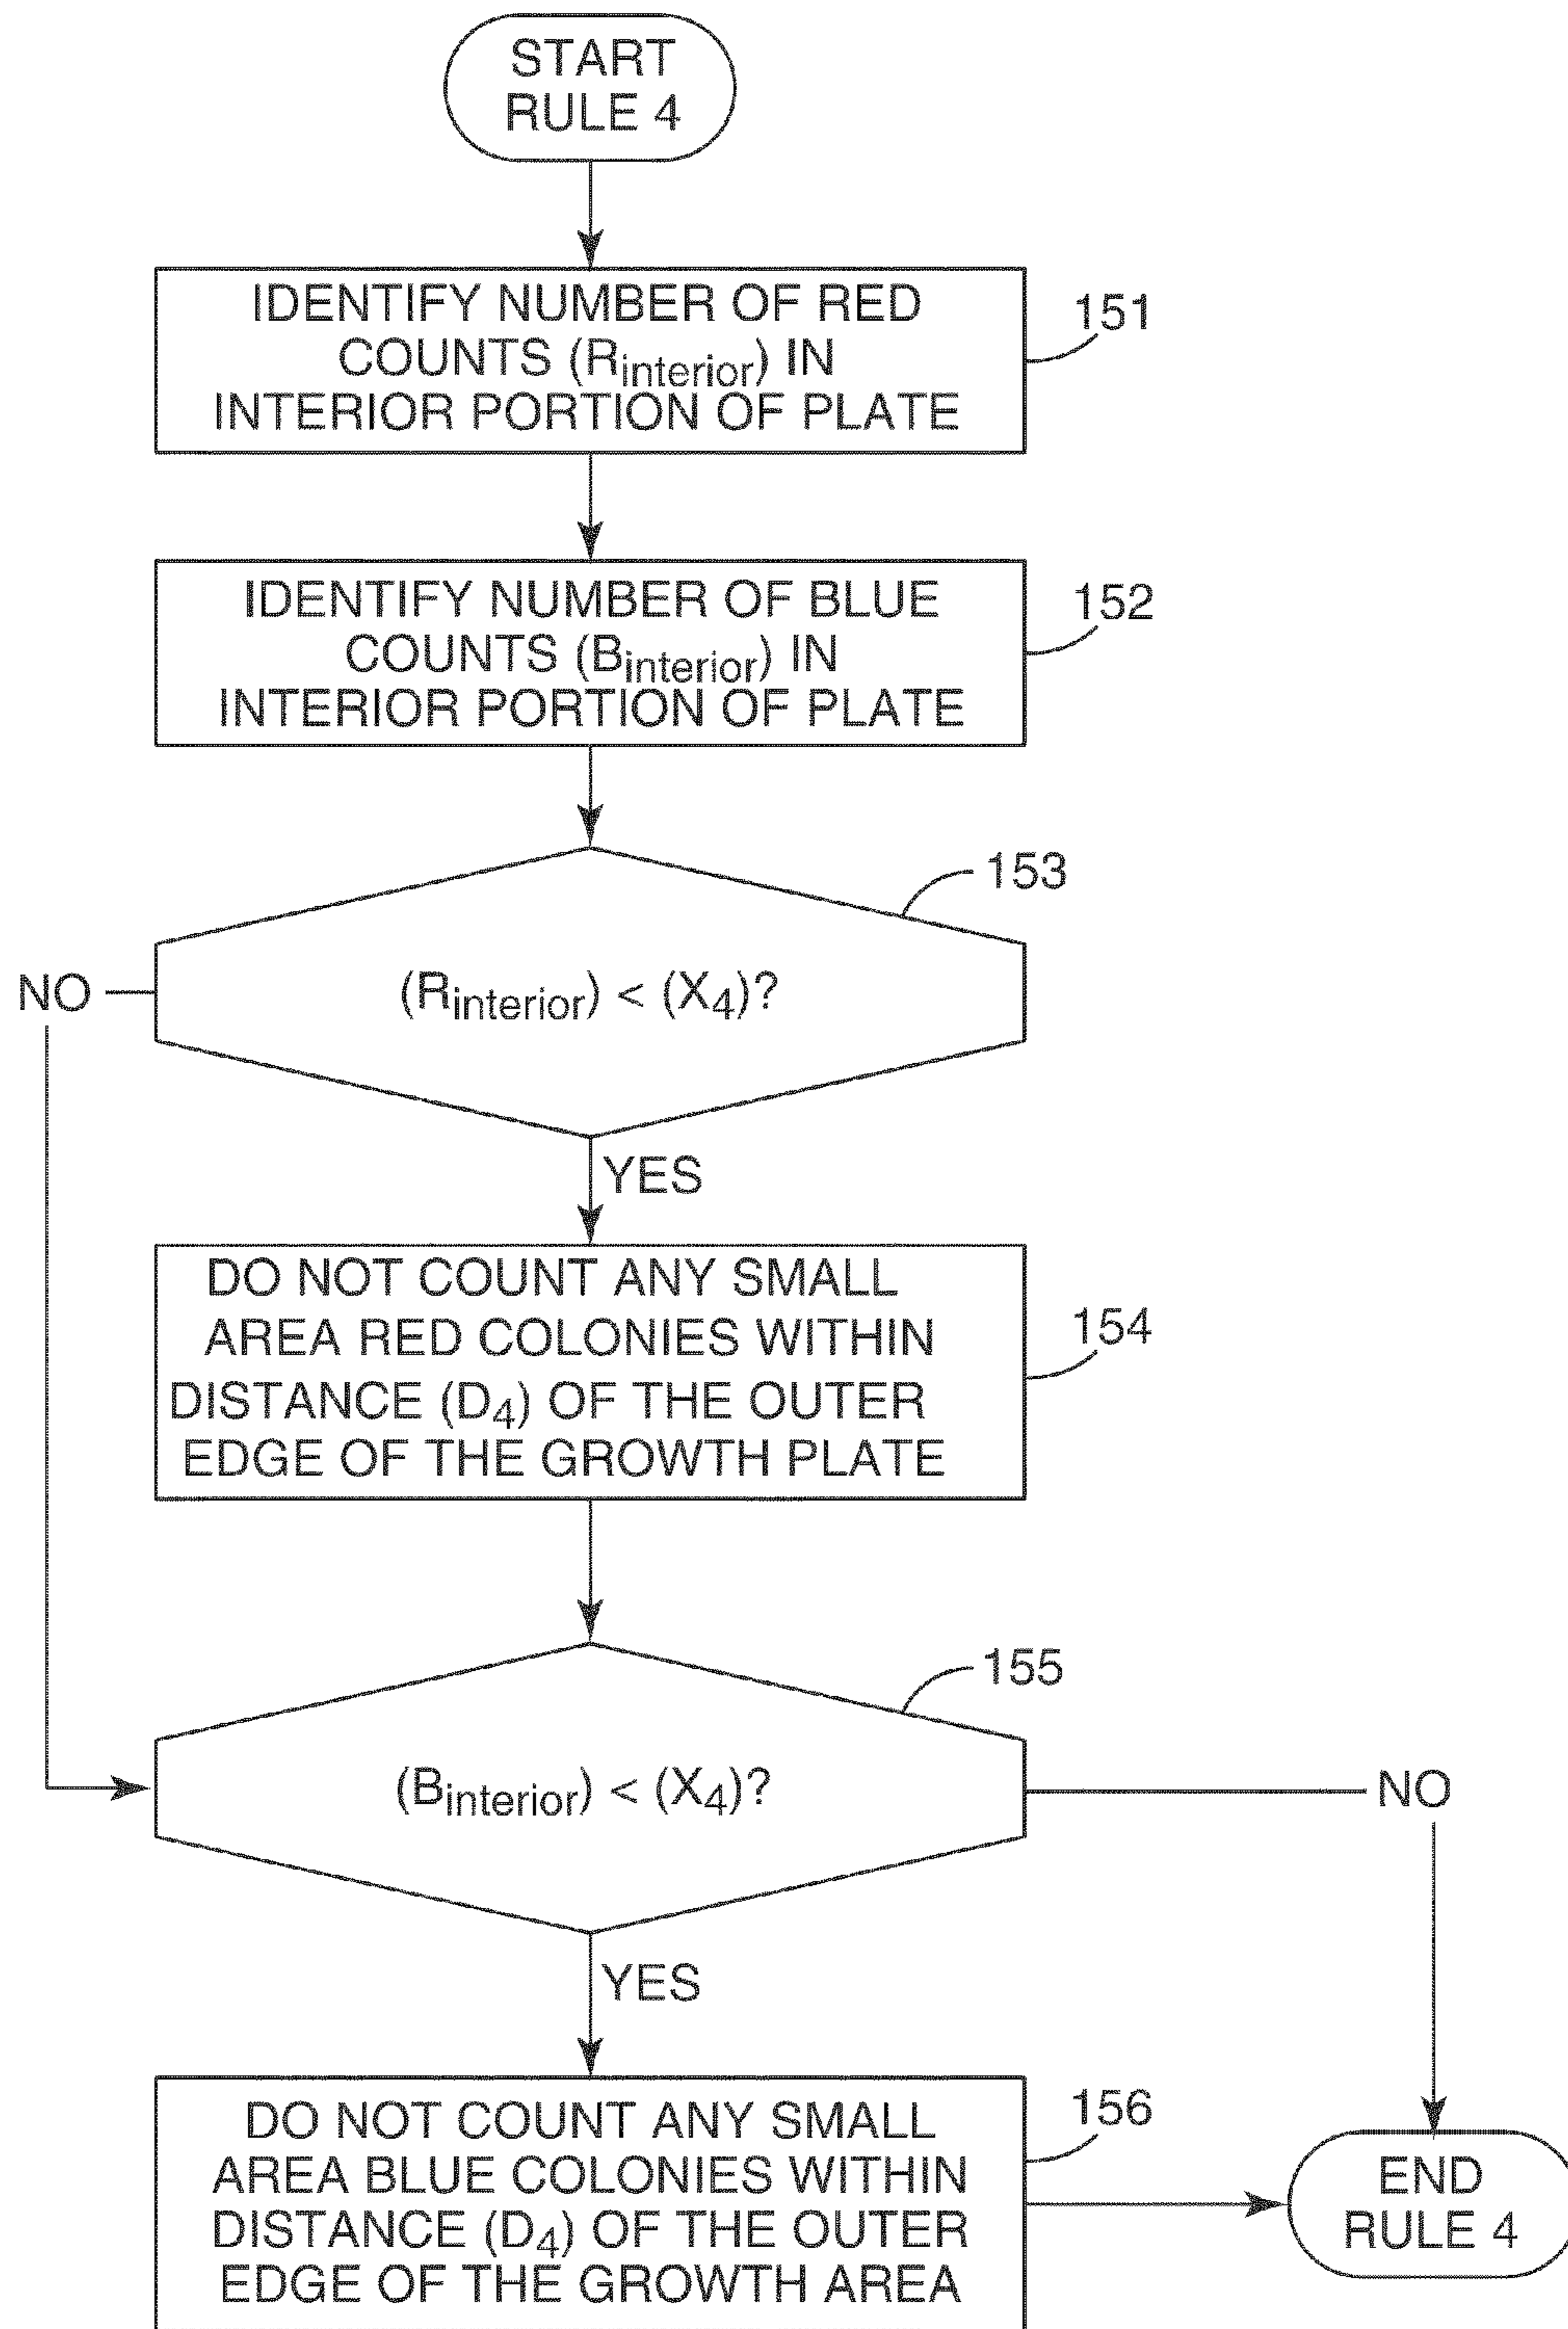 START
RULE 4
IDENTIFY NUMBER OF RED
COUNTS (Rinterior) IN
INTERIOR PORTION OF PLATE
151
IDENTIFY NUMBER OF BLUE
COUNTS (Binterior) IN
INTERIOR PORTION OF PLATE
152
153
(Rinterior) < (X4)?
NO
YES
DO NOT COUNT ANY SMALL
AREA RED COLONIES WITHIN
DISTANCE (D4) OF THE OUTER
EDGE OF THE GROWTH PLATE
154
155
(Binterior) < (X4)?
NO
YES
DO NOT COUNT ANY SMALL
AREA BLUE COLONIES WITHIN
DISTANCE (D4) OF THE OUTER
EDGE OF THE GROWTH AREA
156
END
RULE 4